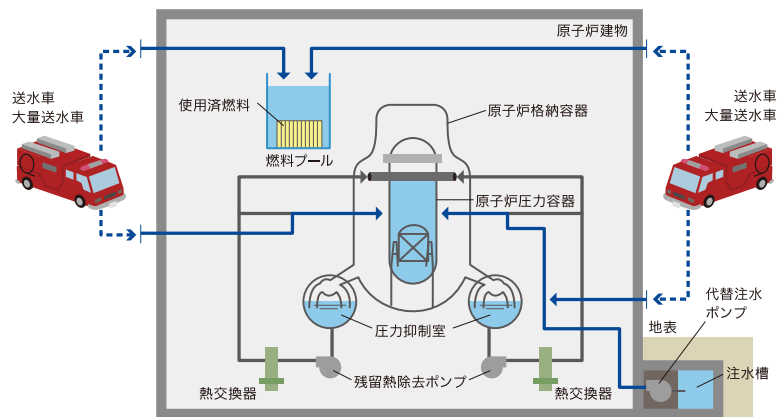 原子炉建物
送水車
大量送水車
使用済燃料
燃料プール
原子炉格納容器
送水車
大量送水車
原子炉圧力容器
圧力抑制室
代替注水
ポンプ
地表
注水槽
残留熱除去ポンプ
熱交換器
熱交換器